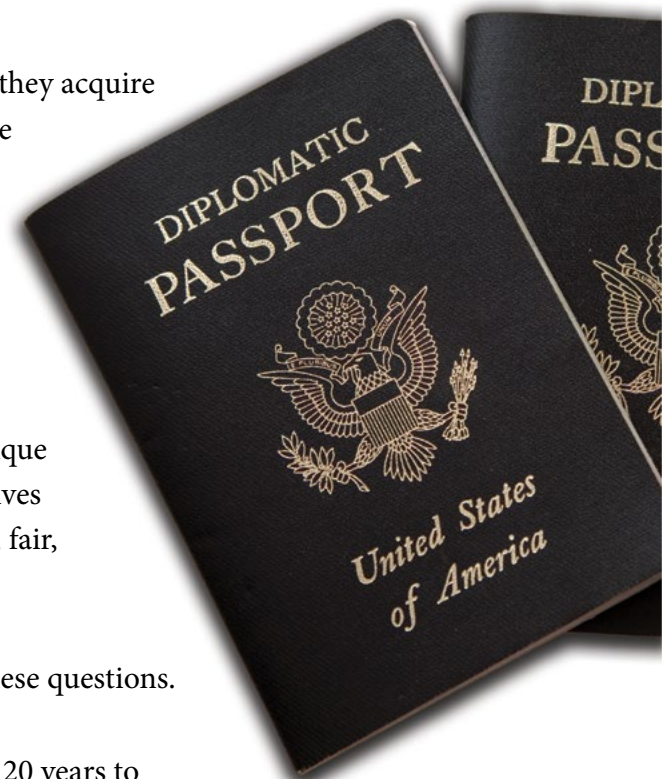 they acquire
e
que
ves
fair,
ese questions.
20 years to
DIPLOMATIC
PASSPORT
United States
of America
DIPL
PASS